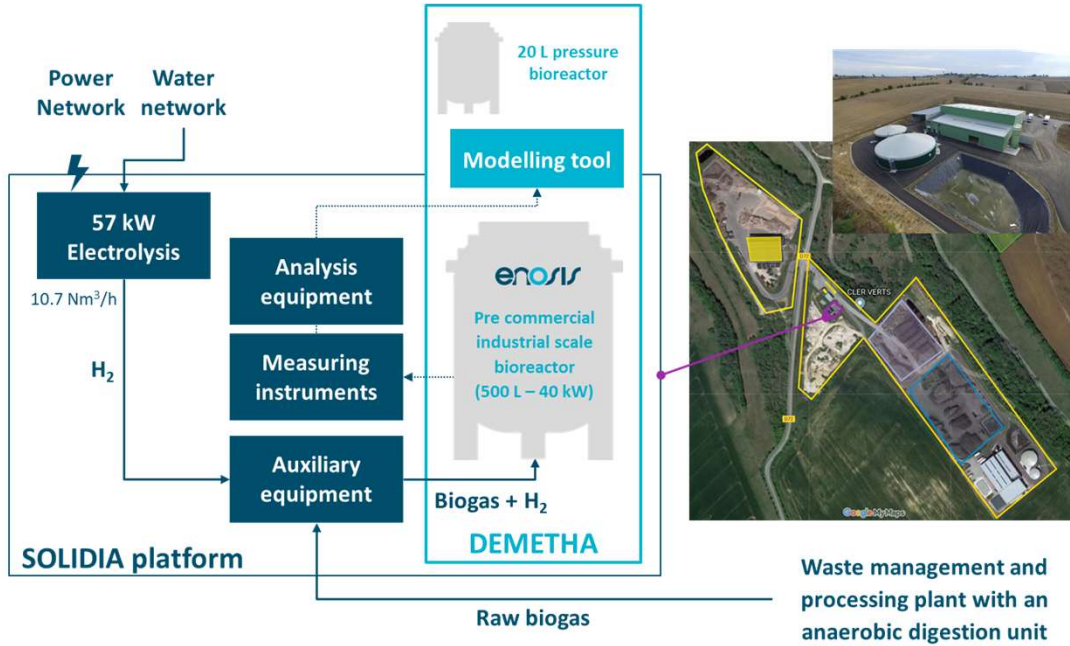 20 L pressure
bioreactor
Power
Network
Water
network
Modelling tool
57 kW
Electrolysis
10.7 Nm³/h
H₂
Analysis
equipment
Measuring
instruments
Auxiliary
equipment
enosis
Pre commercial
industrial scale
bioreactor
(500 L – 40 kW)
Biogas + H₂
DEMETHA
SOLIDIA platform
Raw biogas
CLER VERTS
Google My Maps
Waste management and
processing plant with an
anaerobic digestion unit